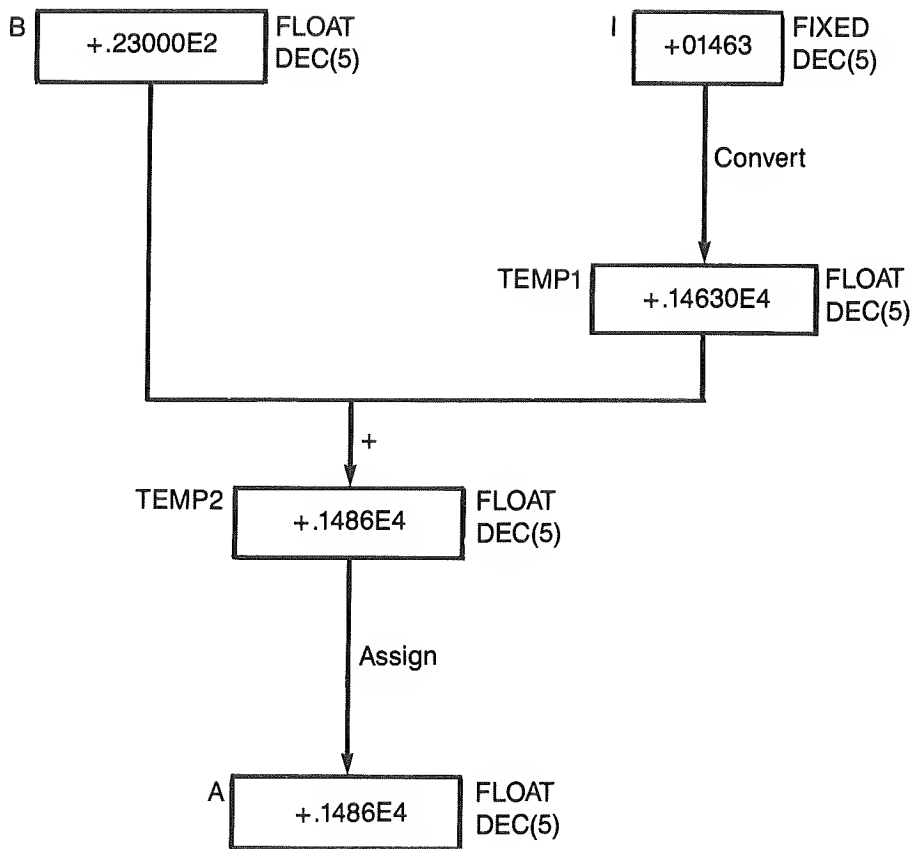 B
+.23000E2
FLOAT
DEC(5)
I
+01463
FIXED
DEC(5)
Convert
TEMP1
+.14630E4
FLOAT
DEC(5)
+
TEMP2
+.1486E4
FLOAT
DEC(5)
Assign
A
+.1486E4
FLOAT
DEC(5)